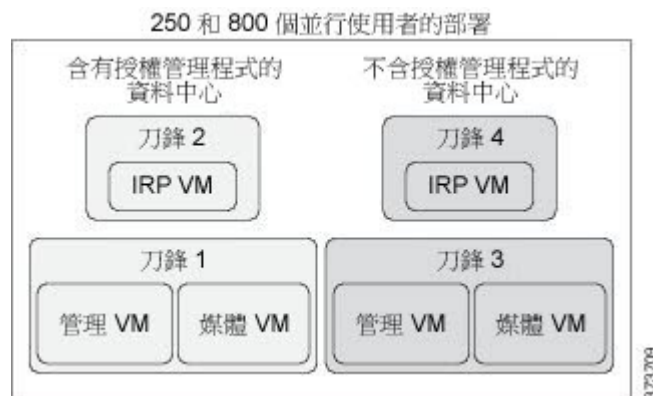 250 和 800 個並行使用者的部署
含有授權管理程式的
資料中心
刀鋒 2
IRP VM
刀鋒 1
管理 VM
媒體 VM
不含授權管理程式的
資料中心
刀鋒 4
IRP VM
刀鋒 3
管理 VM
媒體 VM
373709